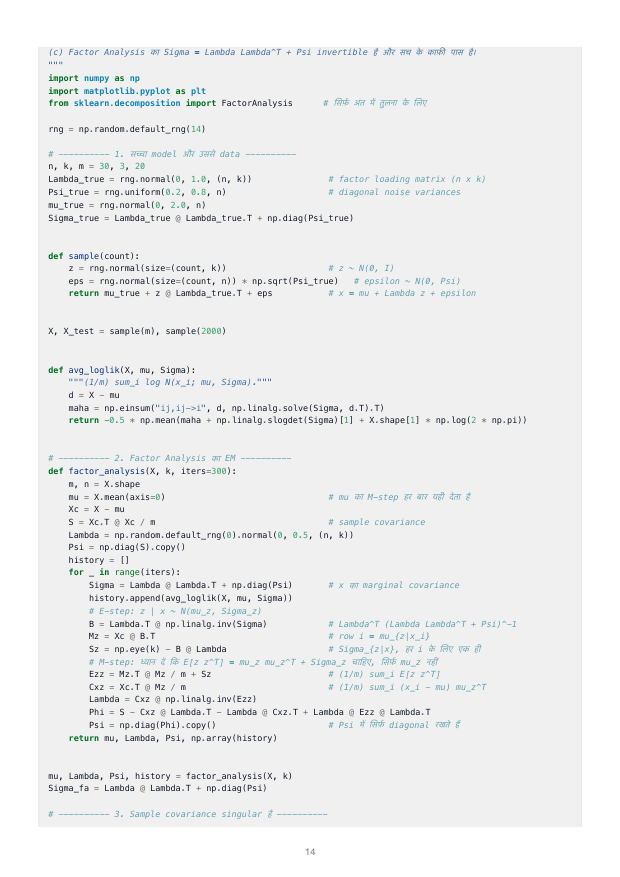 (c) Factor Analysis का Sigma = Lambda Lambda^T + Psi invertible है और सच के काफी पास है।
"""
import numpy as np
import matplotlib.pyplot as plt
from sklearn.decomposition import FactorAnalysis      # सिर्फ अंत में तुलना के लिए
rng = np.random.default_rng(14)
# ---------- 1. सच्चा model और उससे data ----------
n, k, m = 30, 3, 20
Lambda_true = rng.normal(0, 1.0, (n, k))               # factor loading matrix (n x k)
Psi_true = rng.uniform(0.2, 0.8, n)                    # diagonal noise variances
mu_true = rng.normal(0, 2.0, n)
Sigma_true = Lambda_true @ Lambda_true.T + np.diag(Psi_true)
def sample(count):
    z = rng.normal(size=(count, k))                    # z ~ N(0, I)
    eps = rng.normal(size=(count, n)) * np.sqrt(Psi_true)   # epsilon ~ N(0, Psi)
    return mu_true + z @ Lambda_true.T + eps           # x = mu + Lambda z + epsilon
X, X_test = sample(m), sample(2000)
def avg_loglik(X, mu, Sigma):
    """(1/m) sum_i log N(x_i; mu, Sigma)."""
    d = X - mu
    maha = np.einsum("ij,ij->i", d, np.linalg.solve(Sigma, d.T).T)
    return -0.5 * np.mean(maha + np.linalg.slogdet(Sigma)[1] + X.shape[1] * np.log(2 * np.pi))
# ---------- 2. Factor Analysis का EM ----------
def factor_analysis(X, k, iters=300):
    m, n = X.shape
    mu = X.mean(axis=0)                                # mu का M-step हर बार यही देता है
    Xc = X - mu
    S = Xc.T @ Xc / m                                  # sample covariance
    Lambda = np.random.default_rng(0).normal(0, 0.5, (n, k))
    Psi = np.diag(S).copy()
    history = []
    for _ in range(iters):
        Sigma = Lambda @ Lambda.T + np.diag(Psi)       # x का marginal covariance
        history.append(avg_loglik(X, mu, Sigma))
        # E-step: z | x ~ N(mu_z, Sigma_z)
        B = Lambda.T @ np.linalg.inv(Sigma)            # Lambda^T (Lambda Lambda^T + Psi)^-1
        Mz = Xc @ B.T                                  # row i = mu_{z|x_i}
        Sz = np.eye(k) - B @ Lambda                    # Sigma_{z|x}, हर i के लिए एक ही
        # M-step: ध्यान दें कि E[z z^T] = mu_z mu_z^T + Sigma_z चाहिए, सिर्फ mu_z नहीं
        Ezz = Mz.T @ Mz / m + Sz                       # (1/m) sum_i E[z z^T]
        Cxz = Xc.T @ Mz / m                            # (1/m) sum_i (x_i - mu) mu_z^T
        Lambda = Cxz @ np.linalg.inv(Ezz)
        Phi = S - Cxz @ Lambda.T - Lambda @ Cxz.T + Lambda @ Ezz @ Lambda.T
        Psi = np.diag(Phi).copy()                      # Psi में सिर्फ diagonal रखते हैं
    return mu, Lambda, Psi, np.array(history)
mu, Lambda, Psi, history = factor_analysis(X, k)
Sigma_fa = Lambda @ Lambda.T + np.diag(Psi)
# ---------- 3. Sample covariance singular है ----------
14